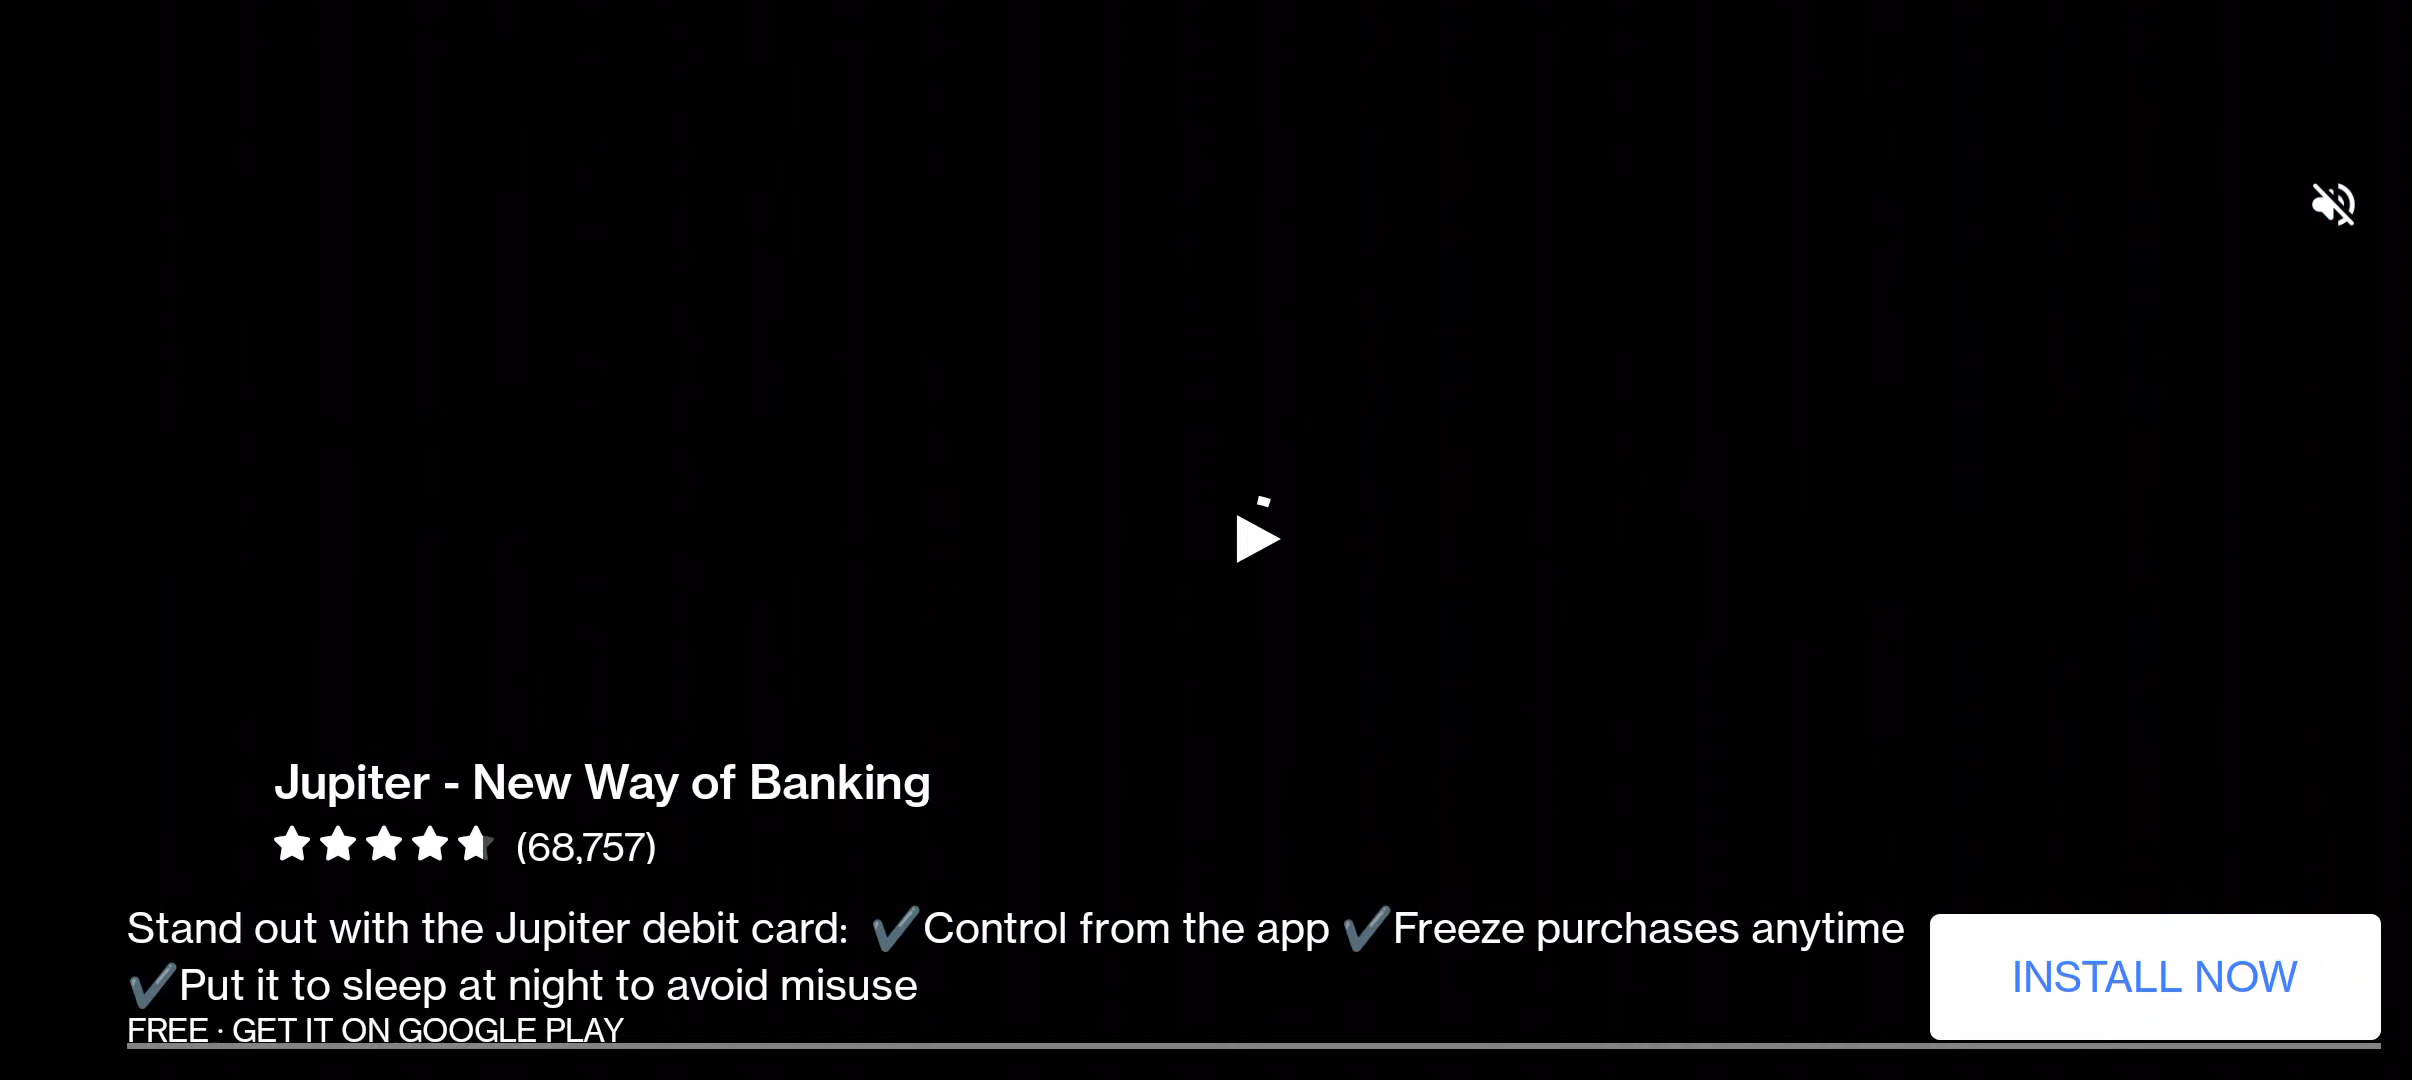 Jupiter - New Way of Banking
(68,757)
Stand out with the Jupiter debit card: ✔Control from the app ✔Freeze purchases anytime
✔Put it to sleep at night to avoid misuse
INSTALL NOW
FREE · GET IT ON GOOGLE PLAY